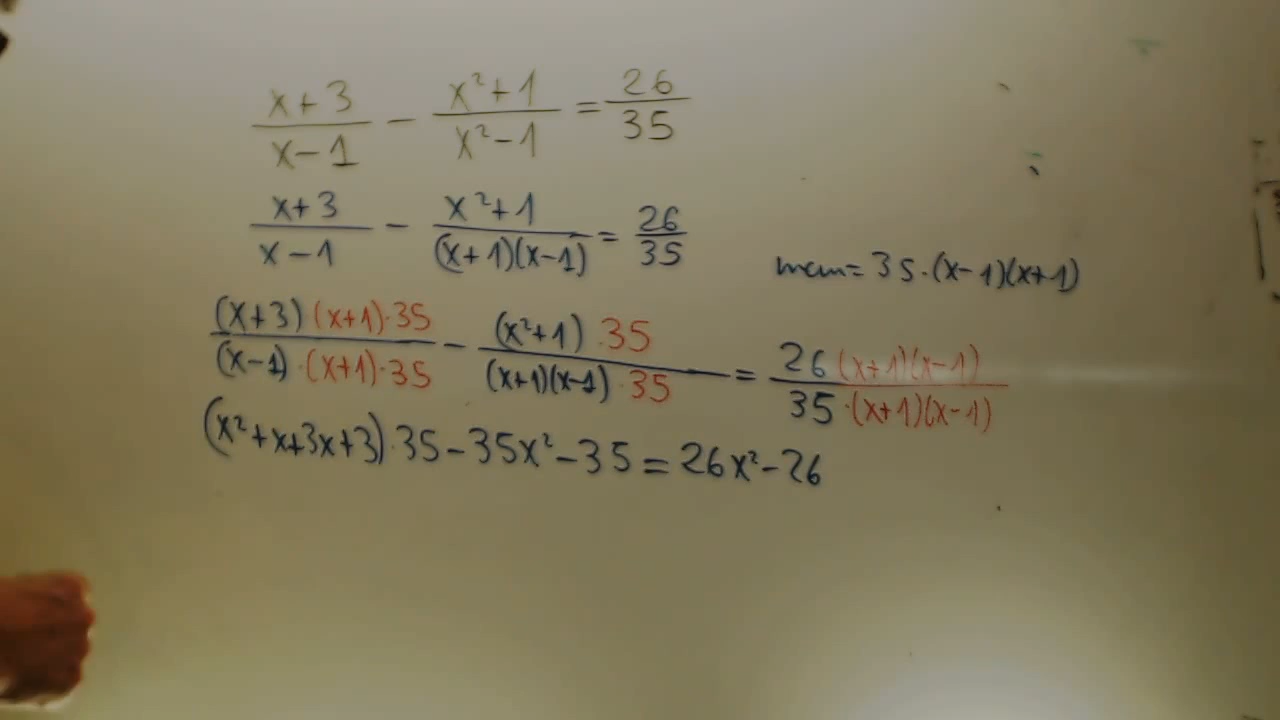 x+3/x-1 - x²+1/x²-1 = 26/35
x+3/x-1 - x²+1/(x+1)(x-1) = 26/35
mcm= 35·(x-1)(x+1)
(x+3)(x+1)·35/(x-1)·(x+1)·35 - (x²+1)·35/(x+1)(x-1)·35 = 26(x+1)(x-1)/35·(x+1)(x-1)
(x²+x+3x+3)·35-35x²-35=26x²-26